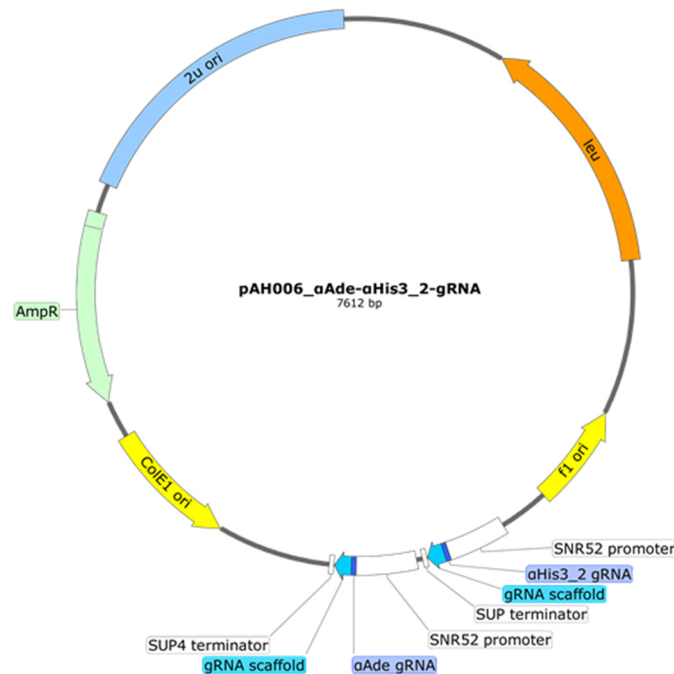 2u ori
leu
AmpR
pAH006_αAde-αHis3_2-gRNA
7612 bp
ColE1 ori
f1 ori
SNR52 promoter
αHis3_2 gRNA
gRNA scaffold
SUP terminator
SNR52 promoter
SUP4 terminator
gRNA scaffold
αAde gRNA